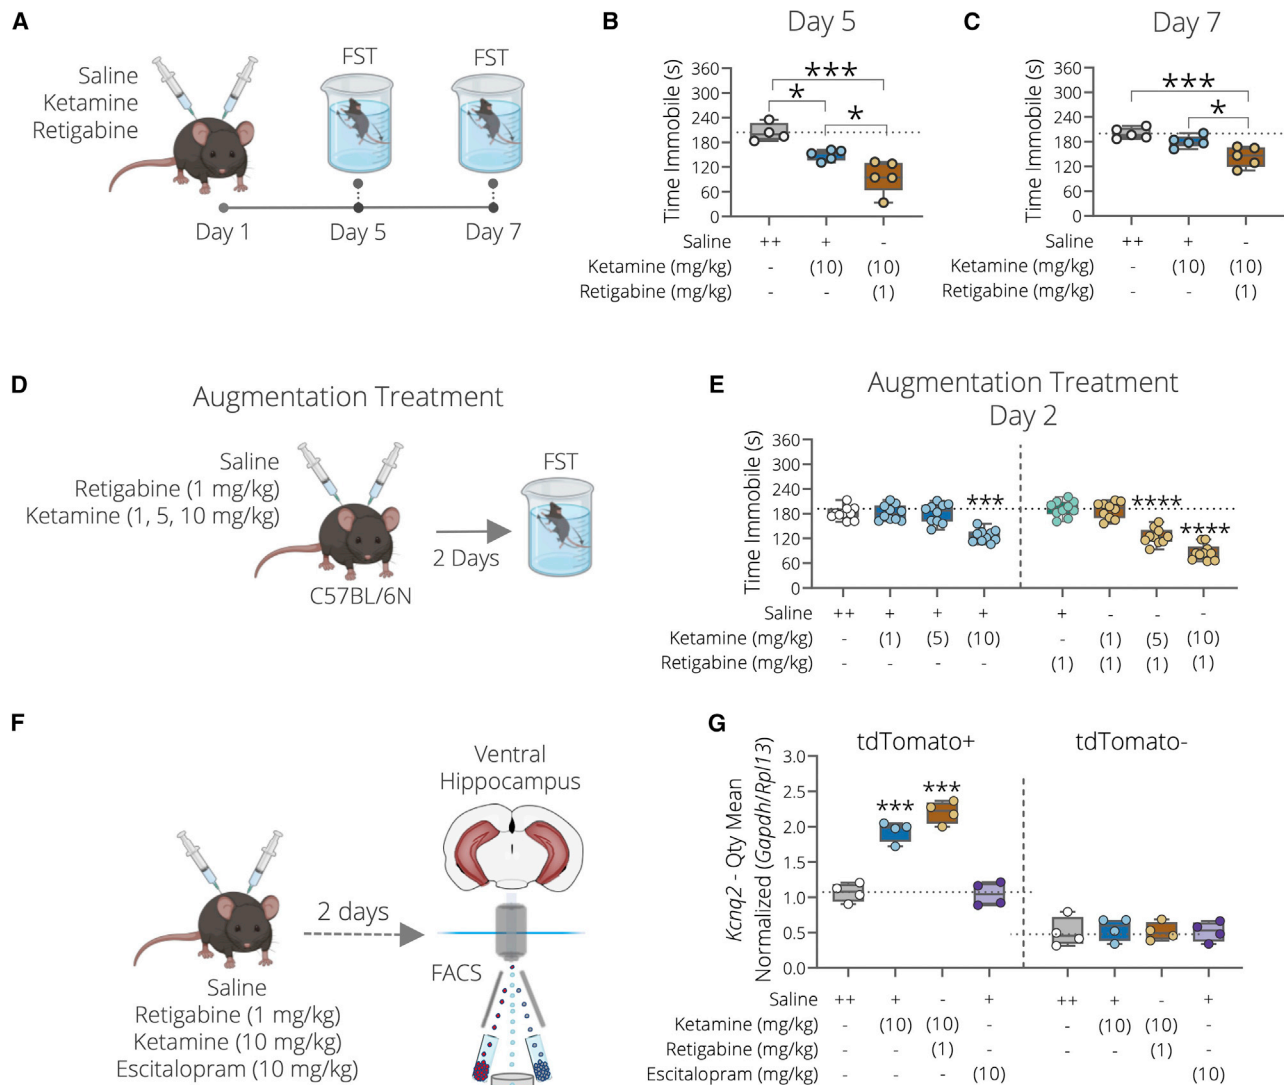 A
Saline
Ketamine
Retigabine
FST
FST
Day 1
Day 5
Day 7
B
Day 5
Time Immobile (s)
360
300
240
180
120
60
0
***
*
*
Saline ++ + -
Ketamine (mg/kg) - (10) (10)
Retigabine (mg/kg) - - (1)
C
Day 7
Time Immobile (s)
360
300
240
180
120
60
0
***
*
Saline ++ + -
Ketamine (mg/kg) - (10) (10)
Retigabine (mg/kg) - - (1)
D
Augmentation Treatment
Saline
Retigabine (1 mg/kg)
Ketamine (1, 5, 10 mg/kg)
C57BL/6N
2 Days
FST
E
Augmentation Treatment
Day 2
Time Immobile (s)
360
300
240
180
120
60
0
***
****
****
Saline ++ + + + + - - -
Ketamine (mg/kg) - (1) (5) (10) - (1) (5) (10)
Retigabine (mg/kg) - - - - (1) (1) (1) (1)
F
Saline
Retigabine (1 mg/kg)
Ketamine (10 mg/kg)
Escitalopram (10 mg/kg)
2 days
Ventral
Hippocampus
FACS
G
tdTomato+
tdTomato-
Kcnq2 - Qty Mean
Normalized (Gapdh/Rpl13)
3.0
2.5
2.0
1.5
1.0
0.5
0.0
***
***
Saline ++ + - + ++ + - +
Ketamine (mg/kg) - (10) (10) - - (10) (10) -
Retigabine (mg/kg) - - (1) - - - (1) -
Escitalopram (mg/kg) - - - (10) - - - (10)